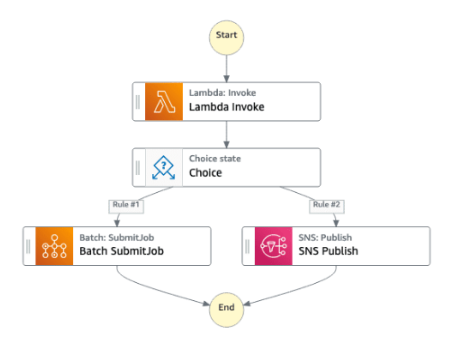 Start
Lambda: Invoke
Lambda Invoke
Choice state
Choice
Rule #1
Rule #2
Batch: SubmitJob
Batch SubmitJob
SNS: Publish
SNS Publish
End